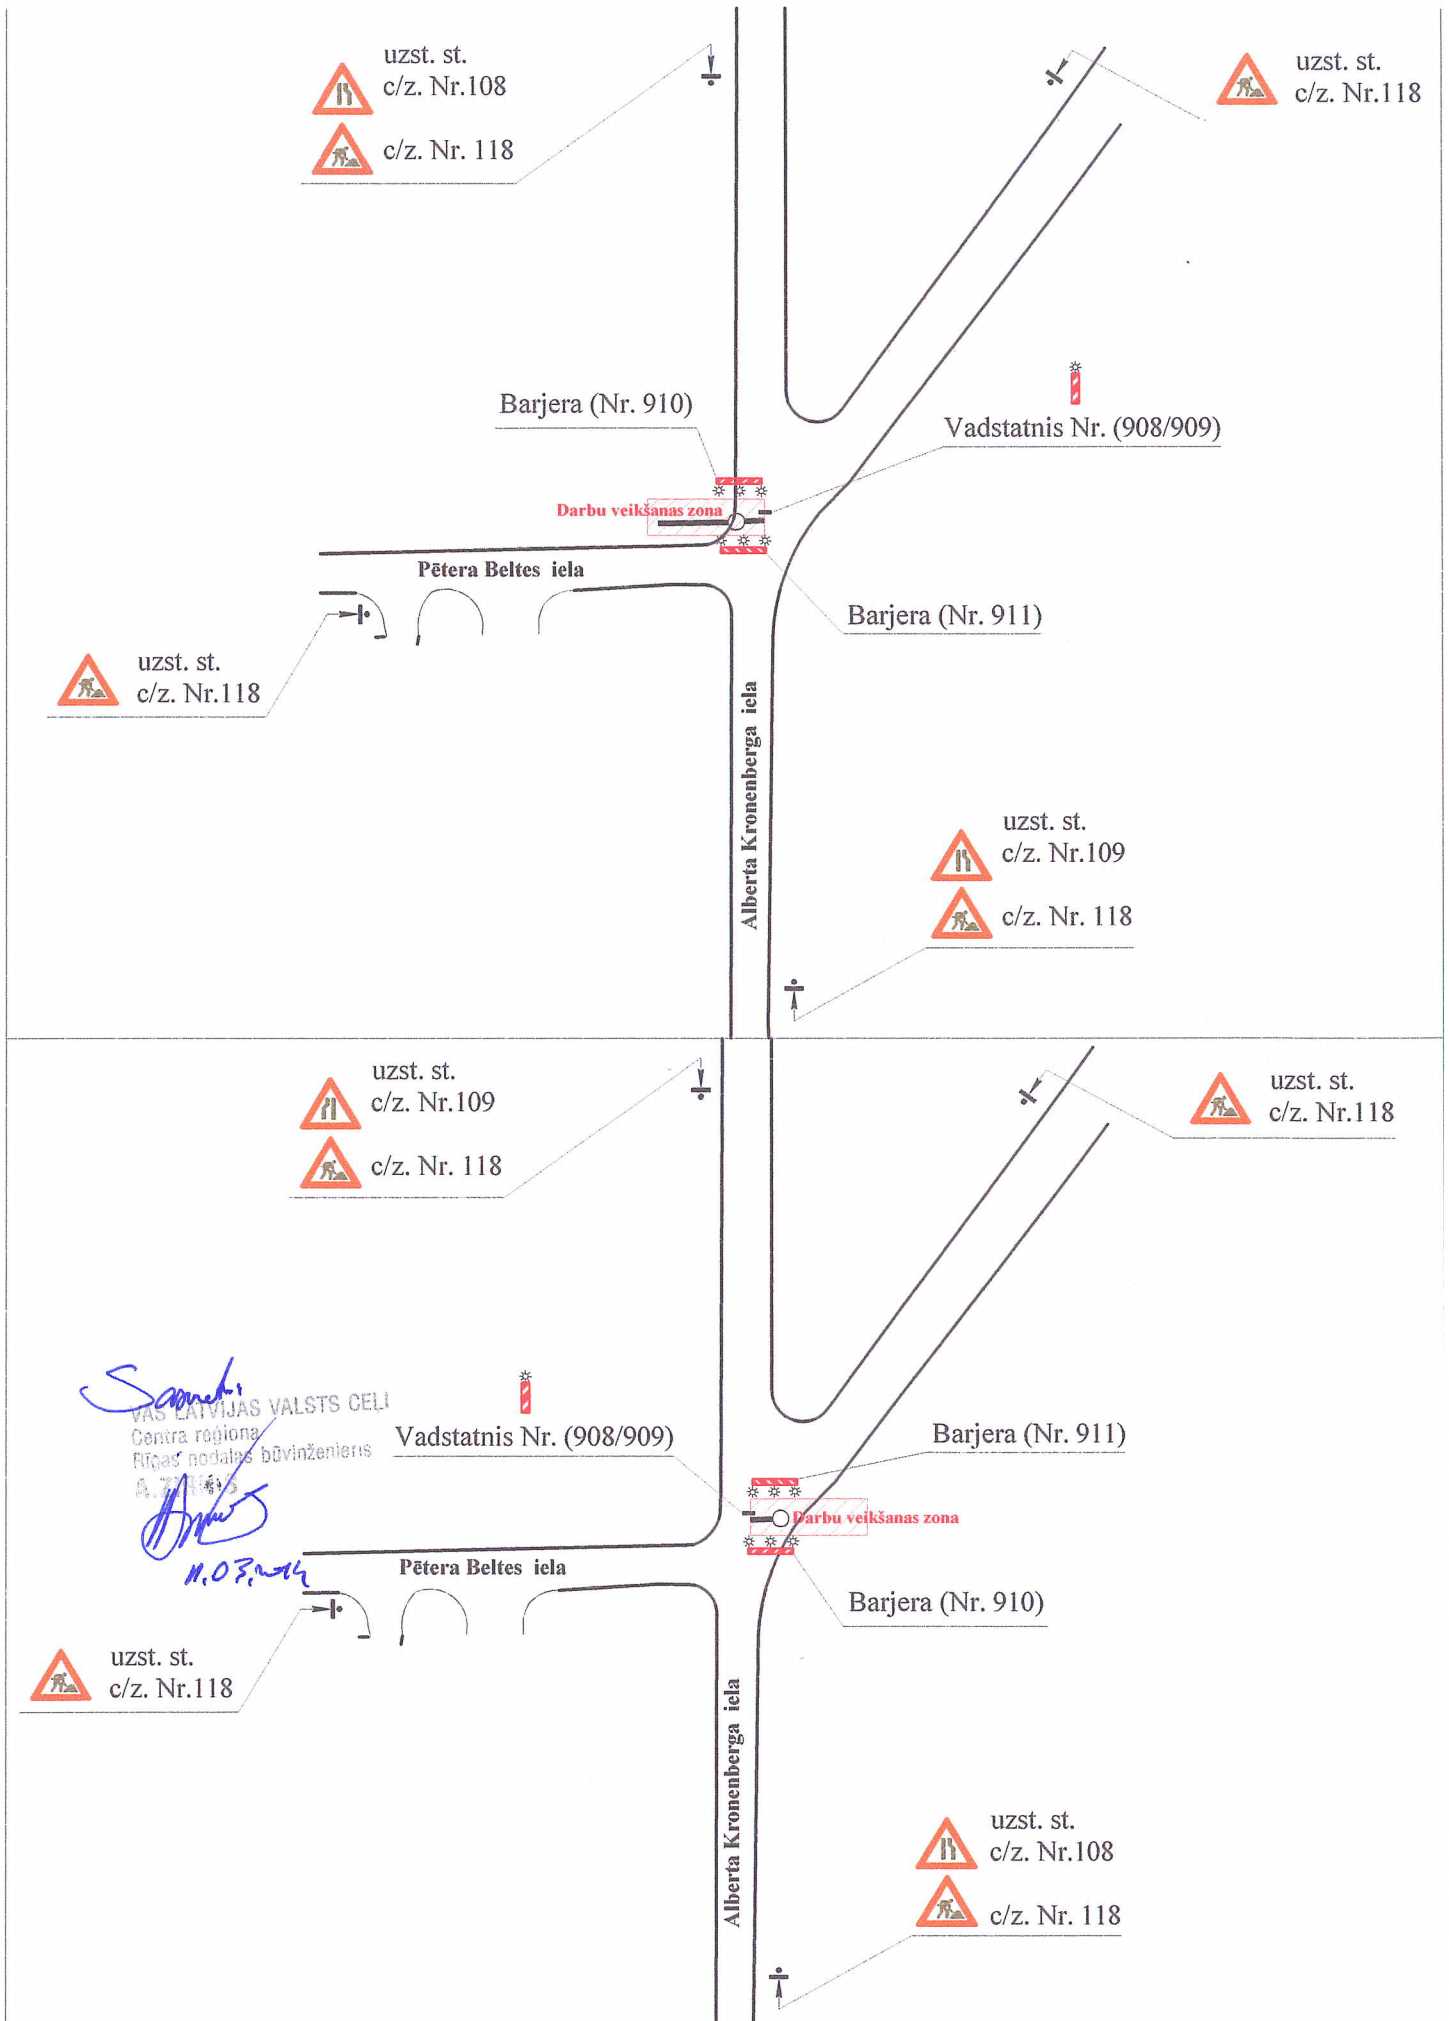 uzst. st.
c/z. Nr.108
c/z. Nr. 118
uzst. st.
c/z. Nr.118
Barjera (Nr. 910)
Vadstatnis Nr. (908/909)
Darbu veikšanas zona
Pētera Beltes iela
Barjera (Nr. 911)
uzst. st.
c/z. Nr.118
Alberta Kronenberga iela
uzst. st.
c/z. Nr.109
c/z. Nr. 118
uzst. st.
c/z. Nr.109
c/z. Nr. 118
uzst. st.
c/z. Nr.118
VAS LATVIJAS VALSTS CEĻI
Centra reģiona
Rīgas nodaļas būvinženieris
Vadstatnis Nr. (908/909)
Barjera (Nr. 911)
Darbu veikšanas zona
Pētera Beltes iela
Barjera (Nr. 910)
uzst. st.
c/z. Nr.118
Alberta Kronenberga iela
uzst. st.
c/z. Nr.108
c/z. Nr. 118